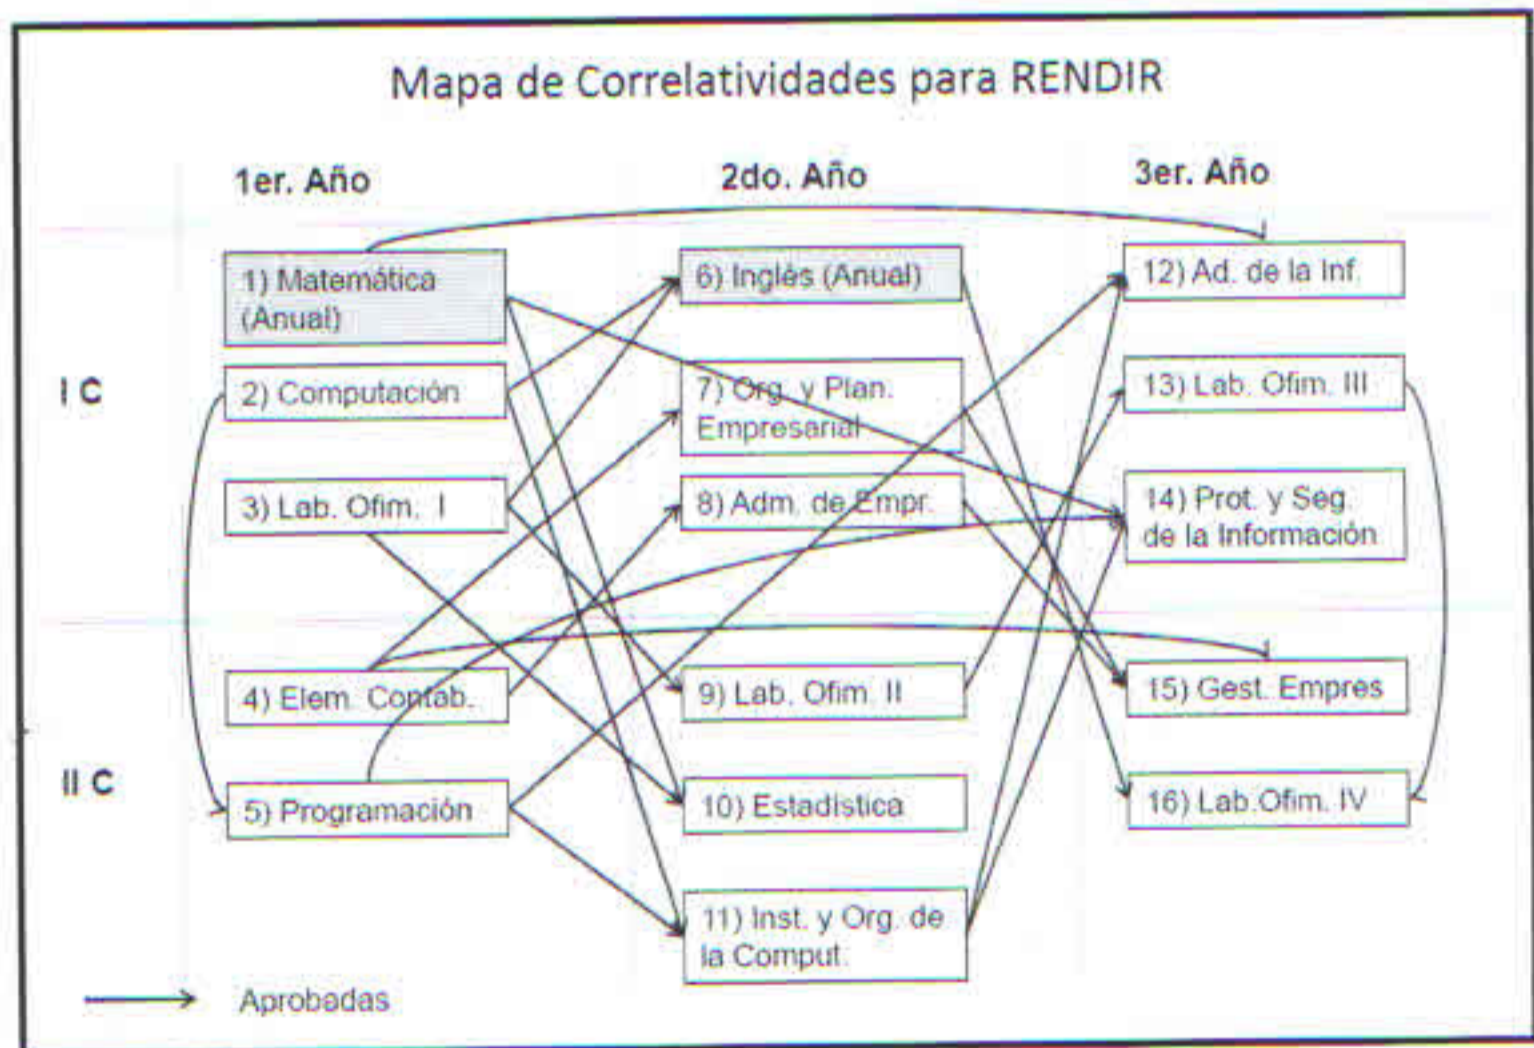 Mapa de Correlatividades para RENDIR
1er. Año
2do. Año
3er. Año
I C
1) Matemática
(Anual)
2) Computación
3) Lab. Ofim. I
6) Inglés (Anual)
7) Org. y Plan.
Empresarial
8) Adm. de Empr.
12) Ad. de la Inf.
13) Lab. Ofim. III
14) Prot. y Seg.
de la Información
II C
4) Elem. Contab.
5) Programación
9) Lab. Ofim. II
10) Estadística
11) Inst. y Org. de
la Comput.
15) Gest. Empres
16) Lab.Ofim. IV
Aprobadas